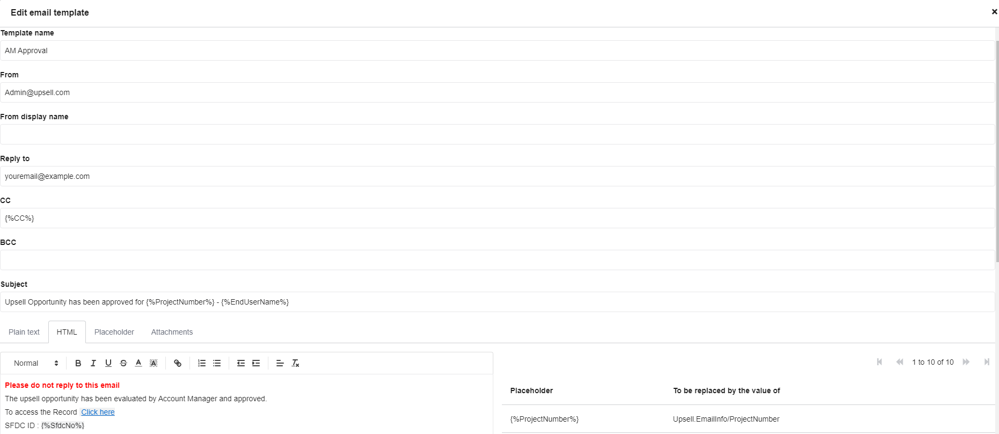 Edit email template
Template name
AM Approval
From
Admin@upsell.com
From display name
Reply to
youremail@example.com
CC
{%CC%}
BCC
Subject
Upsell Opportunity has been approved for {%ProjectNumber%} - {%EndUserName%}
Plain text HTML Placeholder Attachments
Normal B I U S A A
1 to 10 of 10
Please do not reply to this email
The upsell opportunity has been evaluated by Account Manager and approved.
To access the Record Click here
SFDC ID : {%SfdcNo%}
Placeholder To be replaced by the value of
{%ProjectNumber%} Upsell.EmailInfo/ProjectNumber